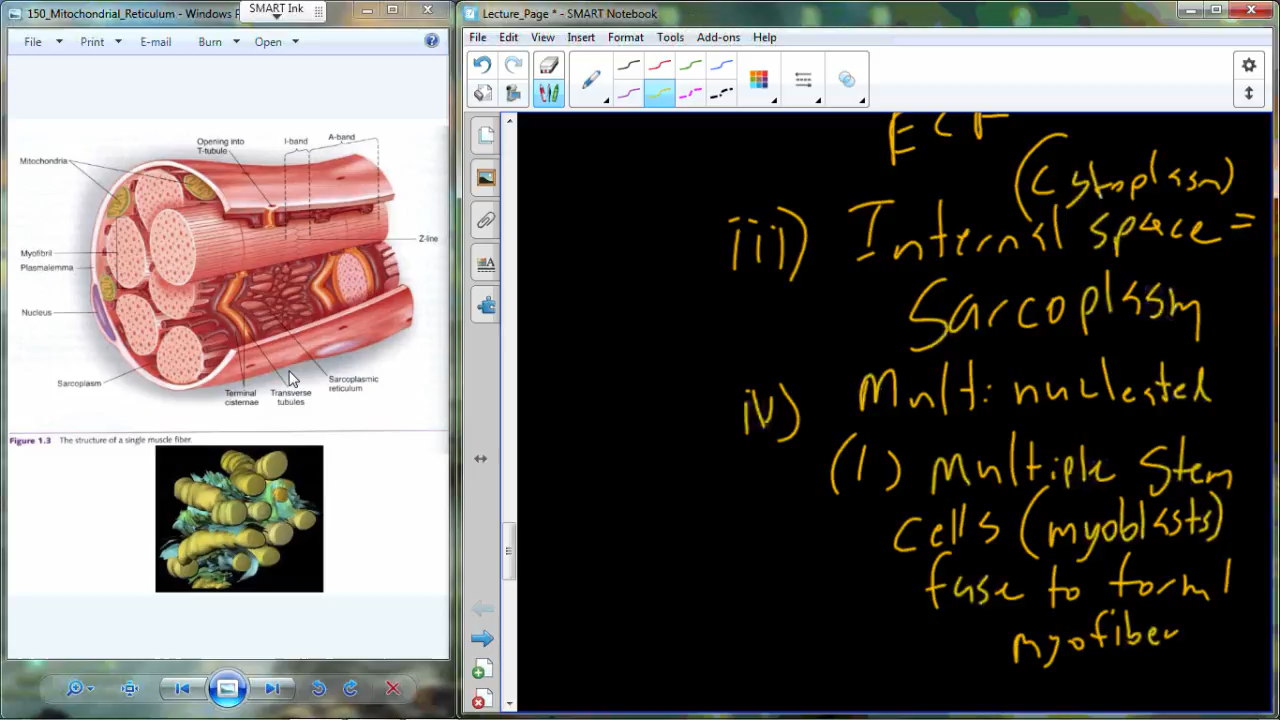 150_Mitochondrial_Reticulum - Windows P
SMART Ink
File Print E-mail Burn Open
Opening into
T-tubule
I-band
A-band
Mitochondria
Z-line
Myofibril
Plasmalemma
Nucleus
Sarcoplasm
Terminal
cisternae
Transverse
tubules
Sarcoplasmic
reticulum
Figure 1.3 The structure of a single muscle fiber.
Lecture_Page * - SMART Notebook
File Edit View Insert Format Tools Add-ons Help
ECF
(Cytoplasm)
iii) Internal space =
Sarcoplasm
iv) Multi nucleated
(1) Multiple Stem
cells (myoblasts)
fuse to form 1
myofiber